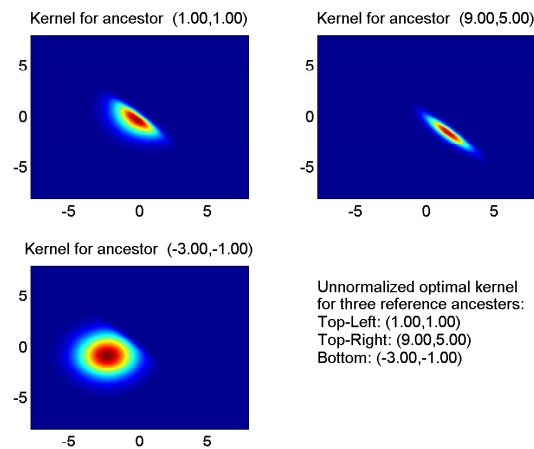 Kernel for ancestor (1.00,1.00)
5
0
-5
-5 0 5
Kernel for ancestor (9.00,5.00)
5
0
-5
-5 0 5
Kernel for ancestor (-3.00,-1.00)
5
0
-5
-5 0 5
Unnormalized optimal kernel
for three reference ancesters:
Top-Left: (1.00,1.00)
Top-Right: (9.00,5.00)
Bottom: (-3.00,-1.00)